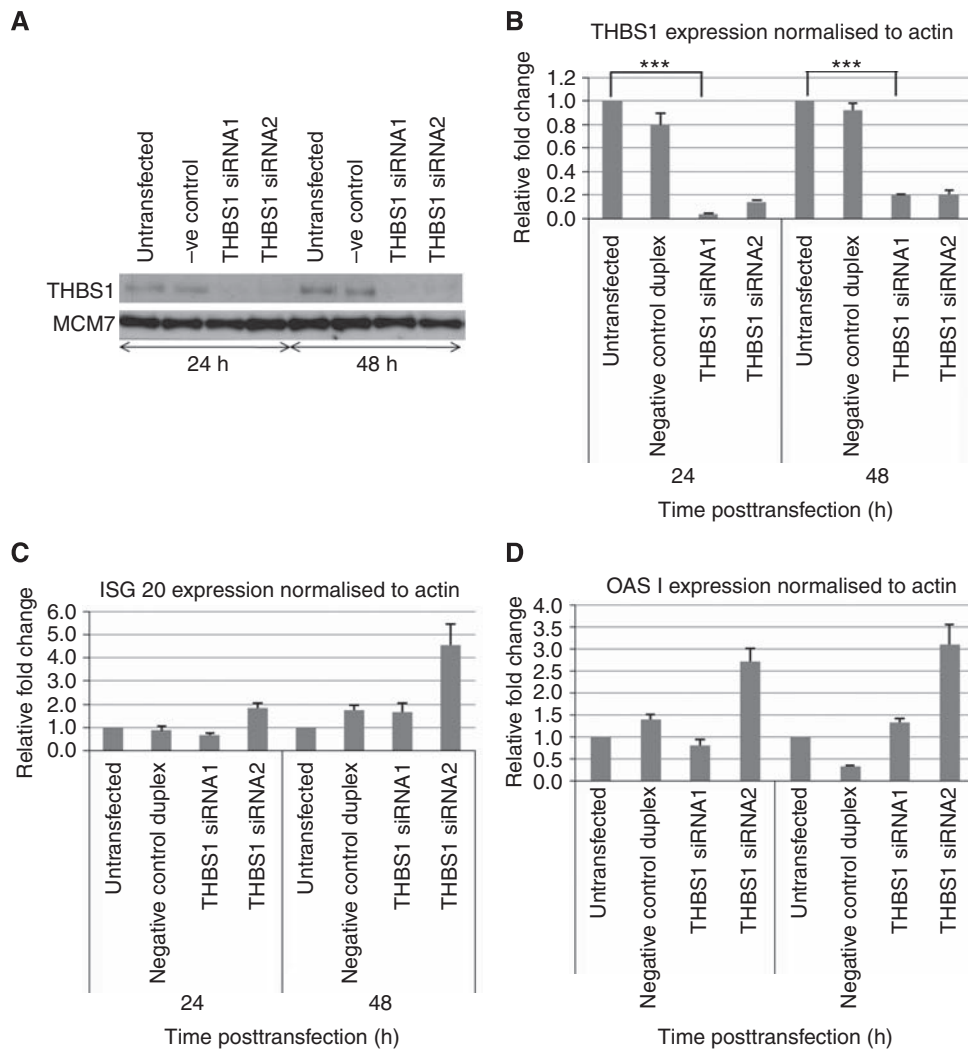 A
Untransfected
–ve control
THBS1 siRNA1
THBS1 siRNA2
Untransfected
–ve control
THBS1 siRNA1
THBS1 siRNA2
THBS1
MCM7
24 h
48 h
B
THBS1 expression normalised to actin
Relative fold change
1.2
1.0
0.8
0.6
0.4
0.2
0.0
***
***
Untransfected
Negative control duplex
THBS1 siRNA1
THBS1 siRNA2
Untransfected
Negative control duplex
THBS1 siRNA1
THBS1 siRNA2
24
48
Time posttransfection (h)
C
ISG 20 expression normalised to actin
Relative fold change
6.0
5.0
4.0
3.0
2.0
1.0
0.0
Untransfected
Negative control duplex
THBS1 siRNA1
THBS1 siRNA2
Untransfected
Negative control duplex
THBS1 siRNA1
THBS1 siRNA2
24
48
Time posttransfection (h)
D
OAS I expression normalised to actin
Relative fold change
4.0
3.5
3.0
2.5
2.0
1.5
1.0
0.5
0.0
Untransfected
Negative control duplex
THBS1 siRNA1
THBS1 siRNA2
Untransfected
Negative control duplex
THBS1 siRNA1
THBS1 siRNA2
Time posttransfection (h)